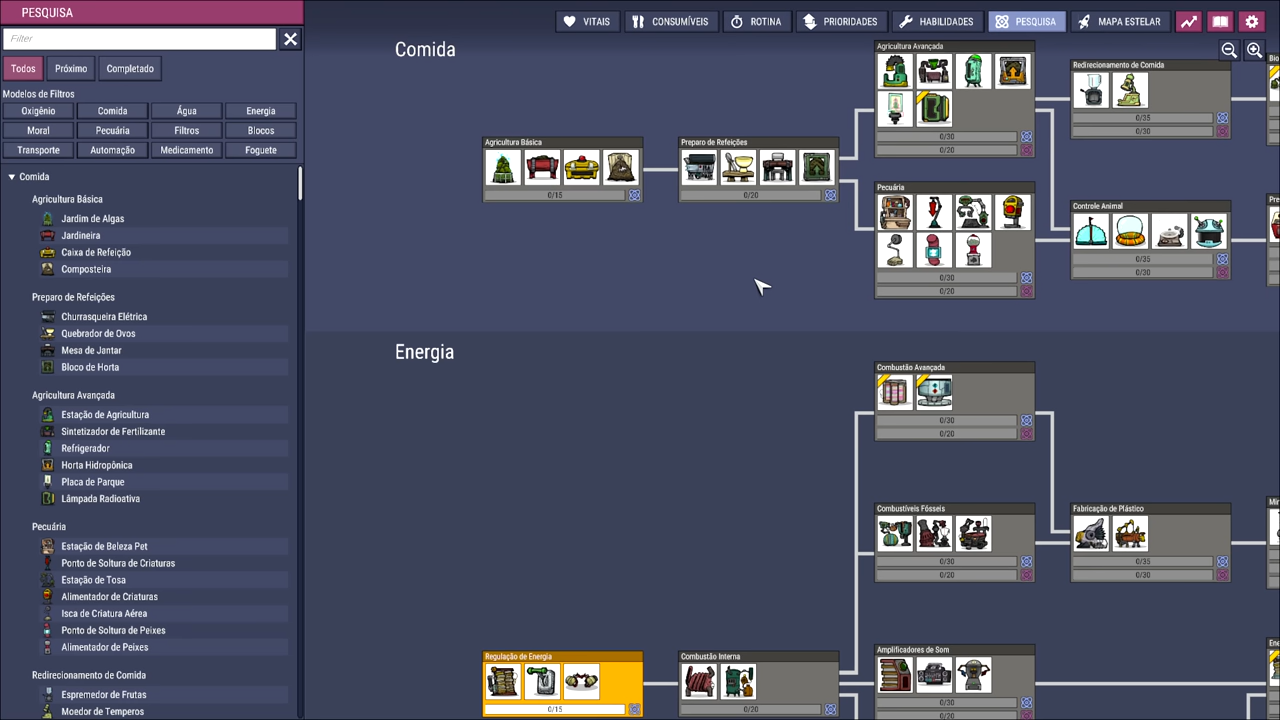 PESQUISA
VITAIS
CONSUMÍVEIS
ROTINA
PRIORIDADES
HABILIDADES
PESQUISA
MAPA ESTELAR
Filter
Todos
Próximo
Completado
Modelos de Filtros
Oxigênio
Comida
Água
Energia
Moral
Pecuária
Filtros
Blocos
Transporte
Automação
Medicamento
Foguete
Comida
Agricultura Básica
Jardim de Algas
Jardineira
Caixa de Refeição
Composteira
Preparo de Refeições
Churrasqueira Elétrica
Quebrador de Ovos
Mesa de Jantar
Bloco de Horta
Agricultura Avançada
Estação de Agricultura
Sintetizador de Fertilizante
Refrigerador
Horta Hidropônica
Placa de Parque
Lâmpada Radioativa
Pecuária
Estação de Beleza Pet
Ponto de Soltura de Criaturas
Estação de Tosa
Alimentador de Criaturas
Isca de Criatura Aérea
Ponto de Soltura de Peixes
Alimentador de Peixes
Redirecionamento de Comida
Espremedor de Frutas
Moedor de Temperos
Comida
Agricultura Básica
0/15
Preparo de Refeições
0/20
Agricultura Avançada
0/30
0/20
Redirecionamento de Comida
0/35
0/30
Bio
Pecuária
0/30
0/20
Controle Animal
0/35
0/30
Pre
Energia
Combustão Avançada
0/30
0/20
Combustíveis Fósseis
0/30
0/20
Fabricação de Plástico
0/35
0/30
Regulação de Energia
0/15
Combustão Interna
0/20
Amplificadores de Som
0/30
0/20